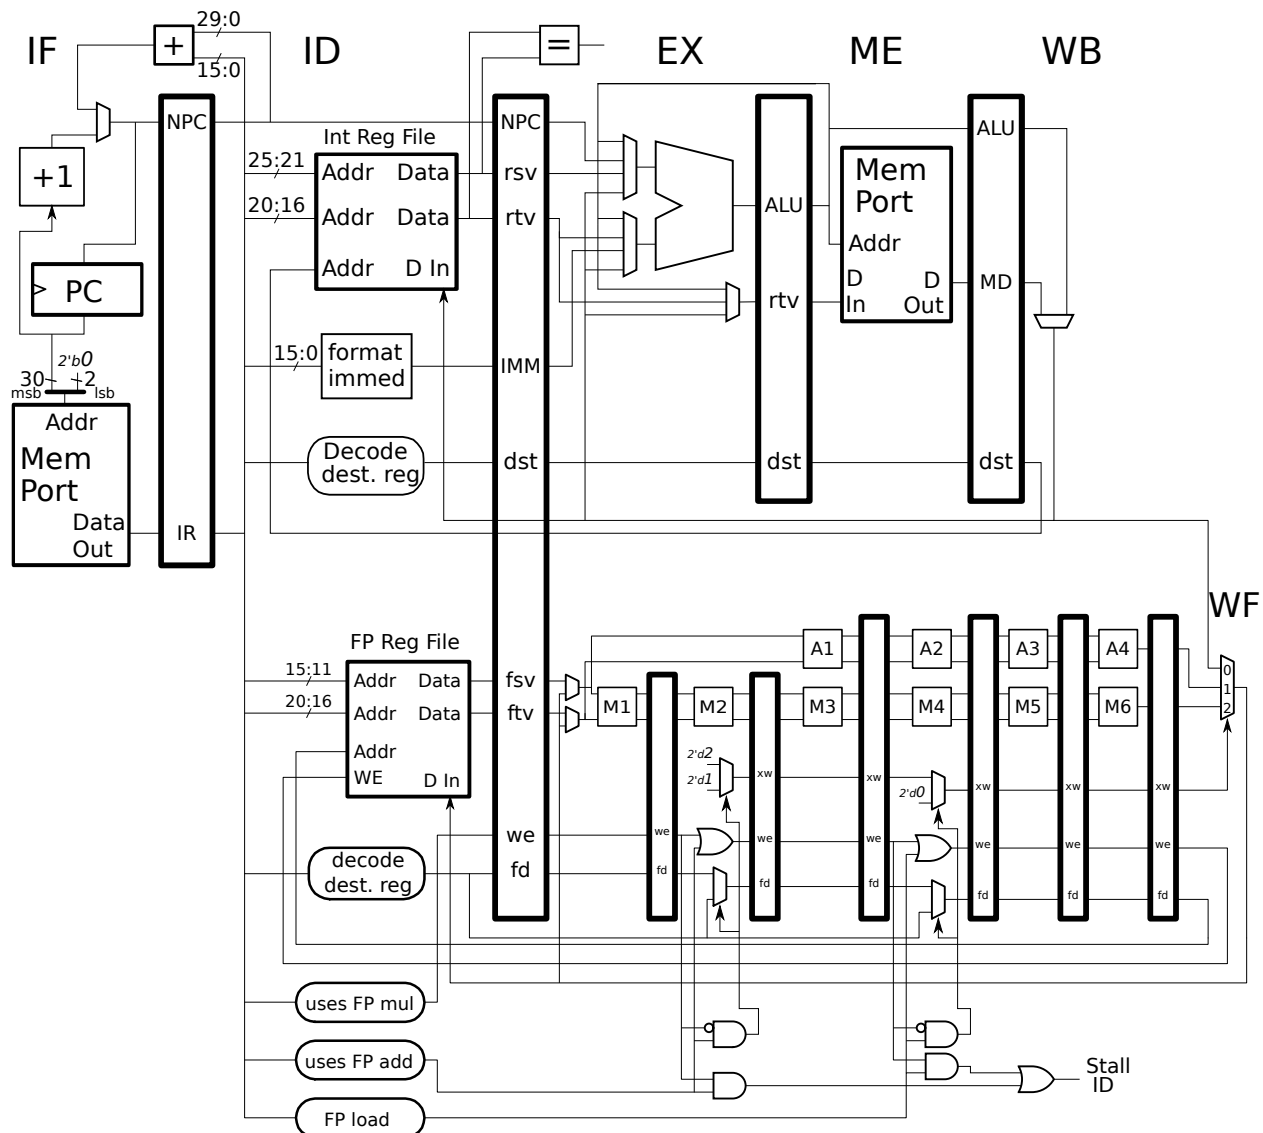 IF
ID
EX
ME
WB
29:0
+
15:0
=
NPC
NPC
ALU
Int Reg File
+1
25:21
Addr
Data
rsv
20:16
Addr
Data
rtv
Addr
D In
ALU
rtv
Mem
Port
Addr
D
In
D
Out
MD
PC
15:0
format
immed
IMM
2'b0
30
2
msb
lsb
Addr
Mem
Port
Data
Out
IR
Decode
dest. reg
dst
dst
dst
WF
FP Reg File
15:11
Addr
Data
fsv
20:16
Addr
Data
ftv
Addr
WE
D In
A1
A2
A3
A4
M1
M2
M3
M4
M5
M6
0
1
2
2'd2
2'd1
xw
xw
2'd0
xw
xw
xw
we
we
we
we
we
we
we
fd
fd
fd
fd
fd
fd
fd
decode
dest. reg
uses FP mul
uses FP add
FP load
Stall
ID